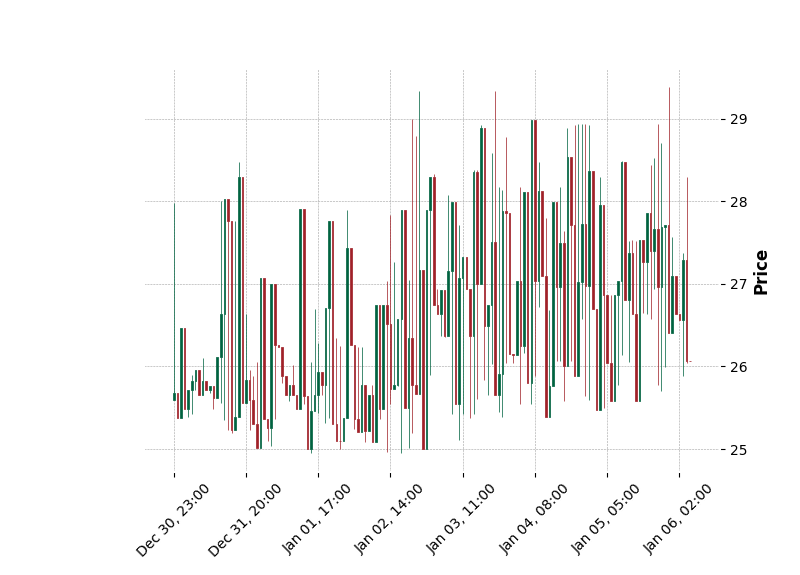 29
28
27
26
25
Price
Dec 30, 23:00
Dec 31, 20:00
Jan 01, 17:00
Jan 02, 14:00
Jan 03, 11:00
Jan 04, 08:00
Jan 05, 05:00
Jan 06, 02:00